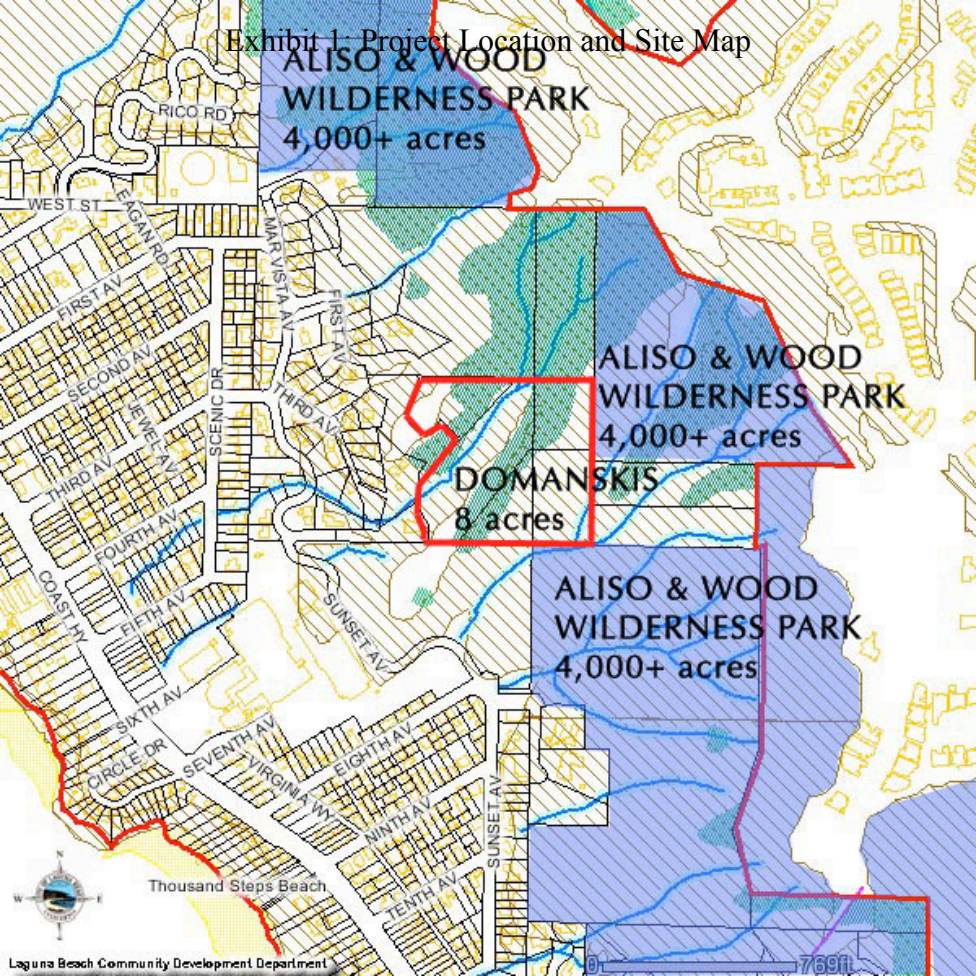 Exhibit 1: Project Location and Site Map
ALISO & WOOD
WILDERNESS PARK
4,000+ acres
RICO RD
WEST ST
EAGAN RD
MAR VISTA AV
FIRST AV
FIRST AV
SECOND AV
SCENIC DR
THIRD AV
JEWEL AV
THIRD AV
ALISO & WOOD
WILDERNESS PARK
4,000+ acres
DOMANSKIS
8 acres
FOURTH AV
COAST HY
FIFTH AV
SUNSET AV
ALISO & WOOD
WILDERNESS PARK
4,000+ acres
SIXTH AV
CIRCLE DR
SEVENTH AV
VIRGINIA WY
EIGHTH AV
NINTH AV
SUNSET AV
TENTH AV
N
W
E
Thousand Steps Beach
Laguna Beach Community Development Department
0
769ft